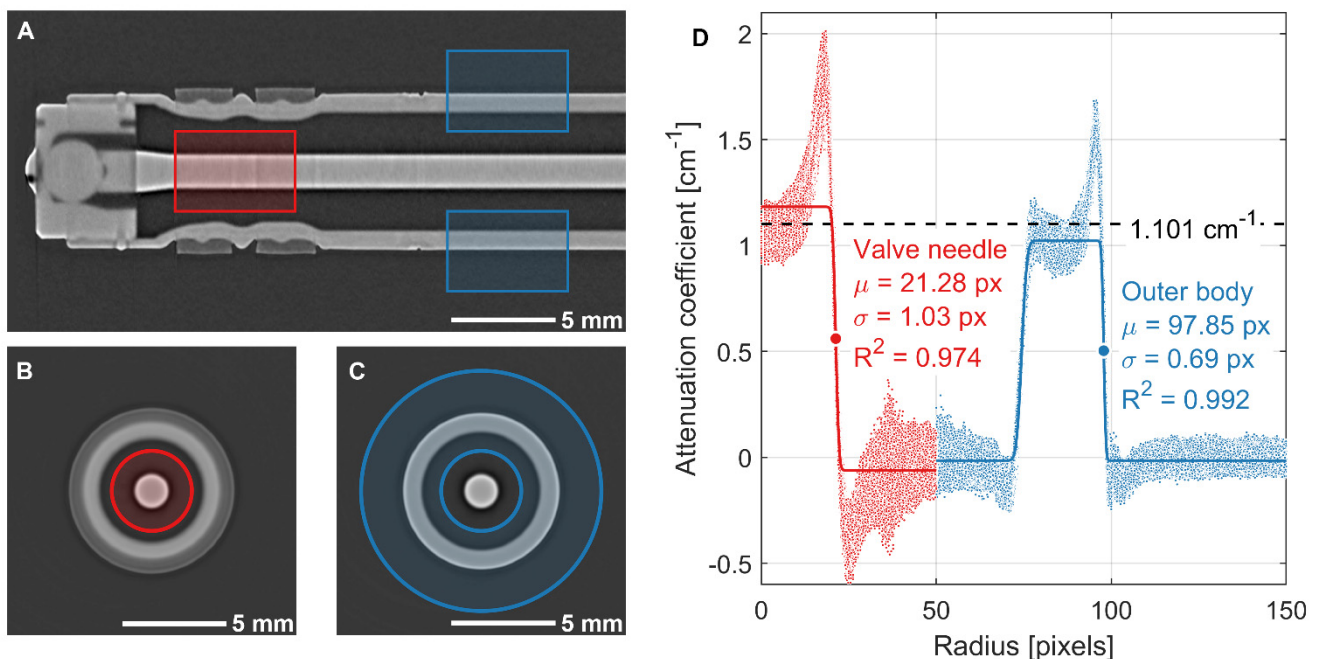 A
5 mm
B
5 mm
C
5 mm
D
Attenuation coefficient [cm⁻¹]
2
1.5
1
0.5
0
-0.5
1.101 cm⁻¹
Valve needle
μ = 21.28 px
σ = 1.03 px
R² = 0.974
Outer body
μ = 97.85 px
σ = 0.69 px
R² = 0.992
0 50 100 150
Radius [pixels]